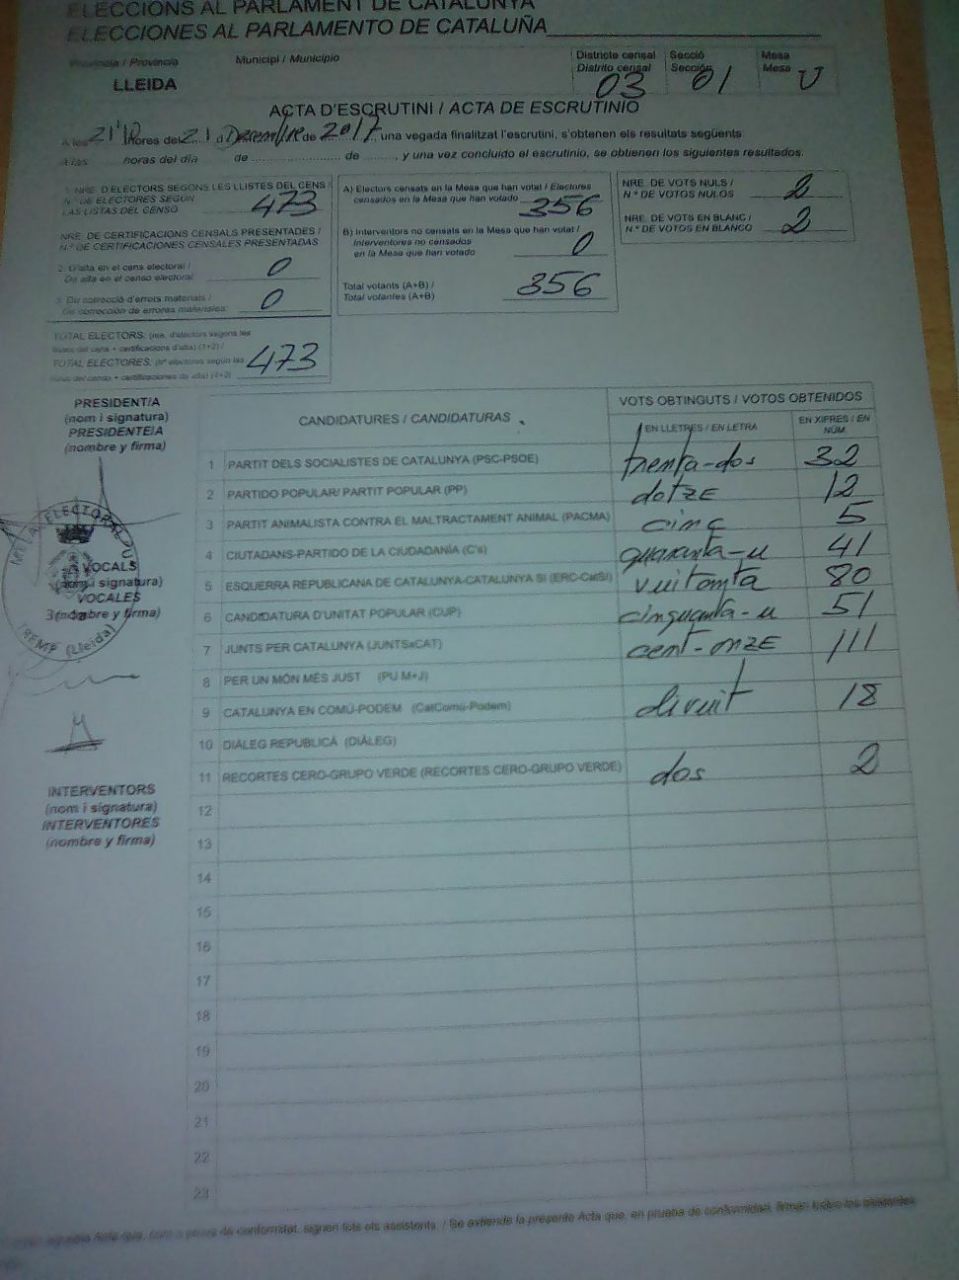 ELECCIONS AL PARLAMENT DE CATALUNYA
ELECCIONES AL PARLAMENTO DE CATALUÑA
Província / Provincia
Municipi / Municipio
Districte censal
Distrito censal
Secció
Sección
Mesa
Mesa
LLEIDA
03
01
U
ACTA D'ESCRUTINI / ACTA DE ESCRUTINIO
A les 21'10 hores del 21 d Desembre de 2017, una vegada finalitzat l'escrutini, s'obtenen els resultats següents
A las horas del día de de , y una vez concluido el escrutinio, se obtienen los siguientes resultados.
1. NRE. D'ELECTORS SEGONS LES LLISTES DEL CENS /
N.º DE ELECTORES SEGÚN
LAS LISTAS DEL CENSO
473
NRE. DE CERTIFICACIONS CENSALS PRESENTADES /
N.º DE CERTIFICACIONES CENSALES PRESENTADAS
2. D'alta en el cens electoral /
De alta en el censo electoral
0
3. De correcció d'errors materials /
De corrección de errores materiales:
0
TOTAL ELECTORS: (nre. d'electors segons les
llistes del cens + certificacions d'alta) (1+2) /
TOTAL ELECTORES: (Nº electores según las
listas del censo + certificaciones de alta) (1+2)
473
A) Electors censats en la Mesa que han votat / Electores
censados en la Mesa que han votado
356
B) Interventors no censats en la Mesa que han votat /
Interventores no censados
en la Mesa que han votado
0
Total votants (A+B) /
Total votantes (A+B)
356
NRE. DE VOTS NULS /
N.º DE VOTOS NULOS
2
NRE. DE VOTS EN BLANC /
N.º DE VOTOS EN BLANCO
2
PRESIDENT/A
(nom i signatura)
PRESIDENTE/A
(nombre y firma)
VOCALS
(nom i signatura)
VOCALES
(nombre y firma)
(Lleida)
INTERVENTORS
(nom i signatura)
INTERVENTORES
(nombre y firma)
CANDIDATURES / CANDIDATURAS
VOTS OBTINGUTS / VOTOS OBTENIDOS
EN LLETRES / EN LETRA
EN XIFRES / EN
NÚM.
1 PARTIT DELS SOCIALISTES DE CATALUNYA (PSC-PSOE) trenta-dos 32
2 PARTIDO POPULAR/ PARTIT POPULAR (PP) dotze 12
3 PARTIT ANIMALISTA CONTRA EL MALTRACTAMENT ANIMAL (PACMA) cinc 5
4 CIUTADANS-PARTIDO DE LA CIUDADANÍA (C's) quaranta-u 41
5 ESQUERRA REPUBLICANA DE CATALUNYA-CATALUNYA SÍ (ERC-CatSÍ) vuitanta 80
6 CANDIDATURA D'UNITAT POPULAR (CUP) cinquanta-u 51
7 JUNTS PER CATALUNYA (JUNTSxCAT) cent-onze 111
8 PER UN MÓN MÉS JUST (PU M+J)
9 CATALUNYA EN COMÚ-PODEM (CatComú-Podem) divuit 18
10 DIÀLEG REPUBLICÀ (DIÀLEG)
11 RECORTES CERO-GRUPO VERDE (RECORTES CERO-GRUPO VERDE) dos 2
12
13
14
15
16
17
18
19
20
21
22
23
Acta que, com a prova de conformitat, signen tots els assistents. / Se extiende la presente Acta que, en prueba de conformidad, firman todos los asistentes.